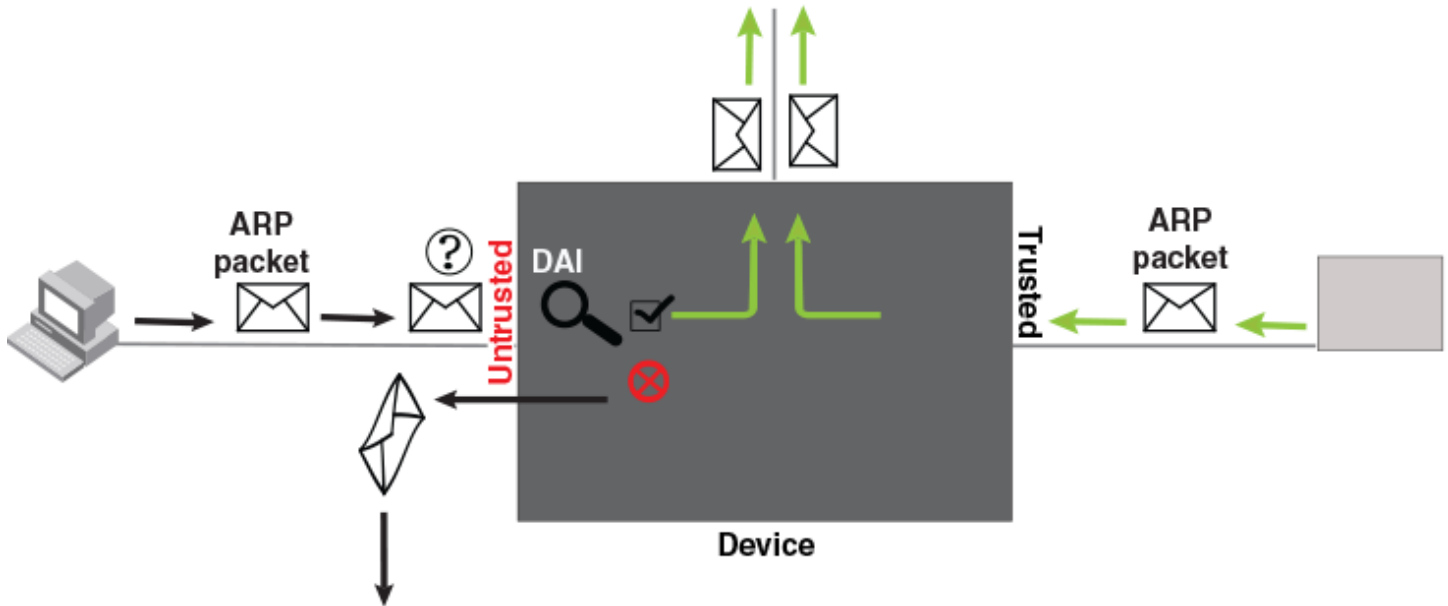 ARP
packet
?
Untrusted
DAI
Trusted
ARP
packet
Device